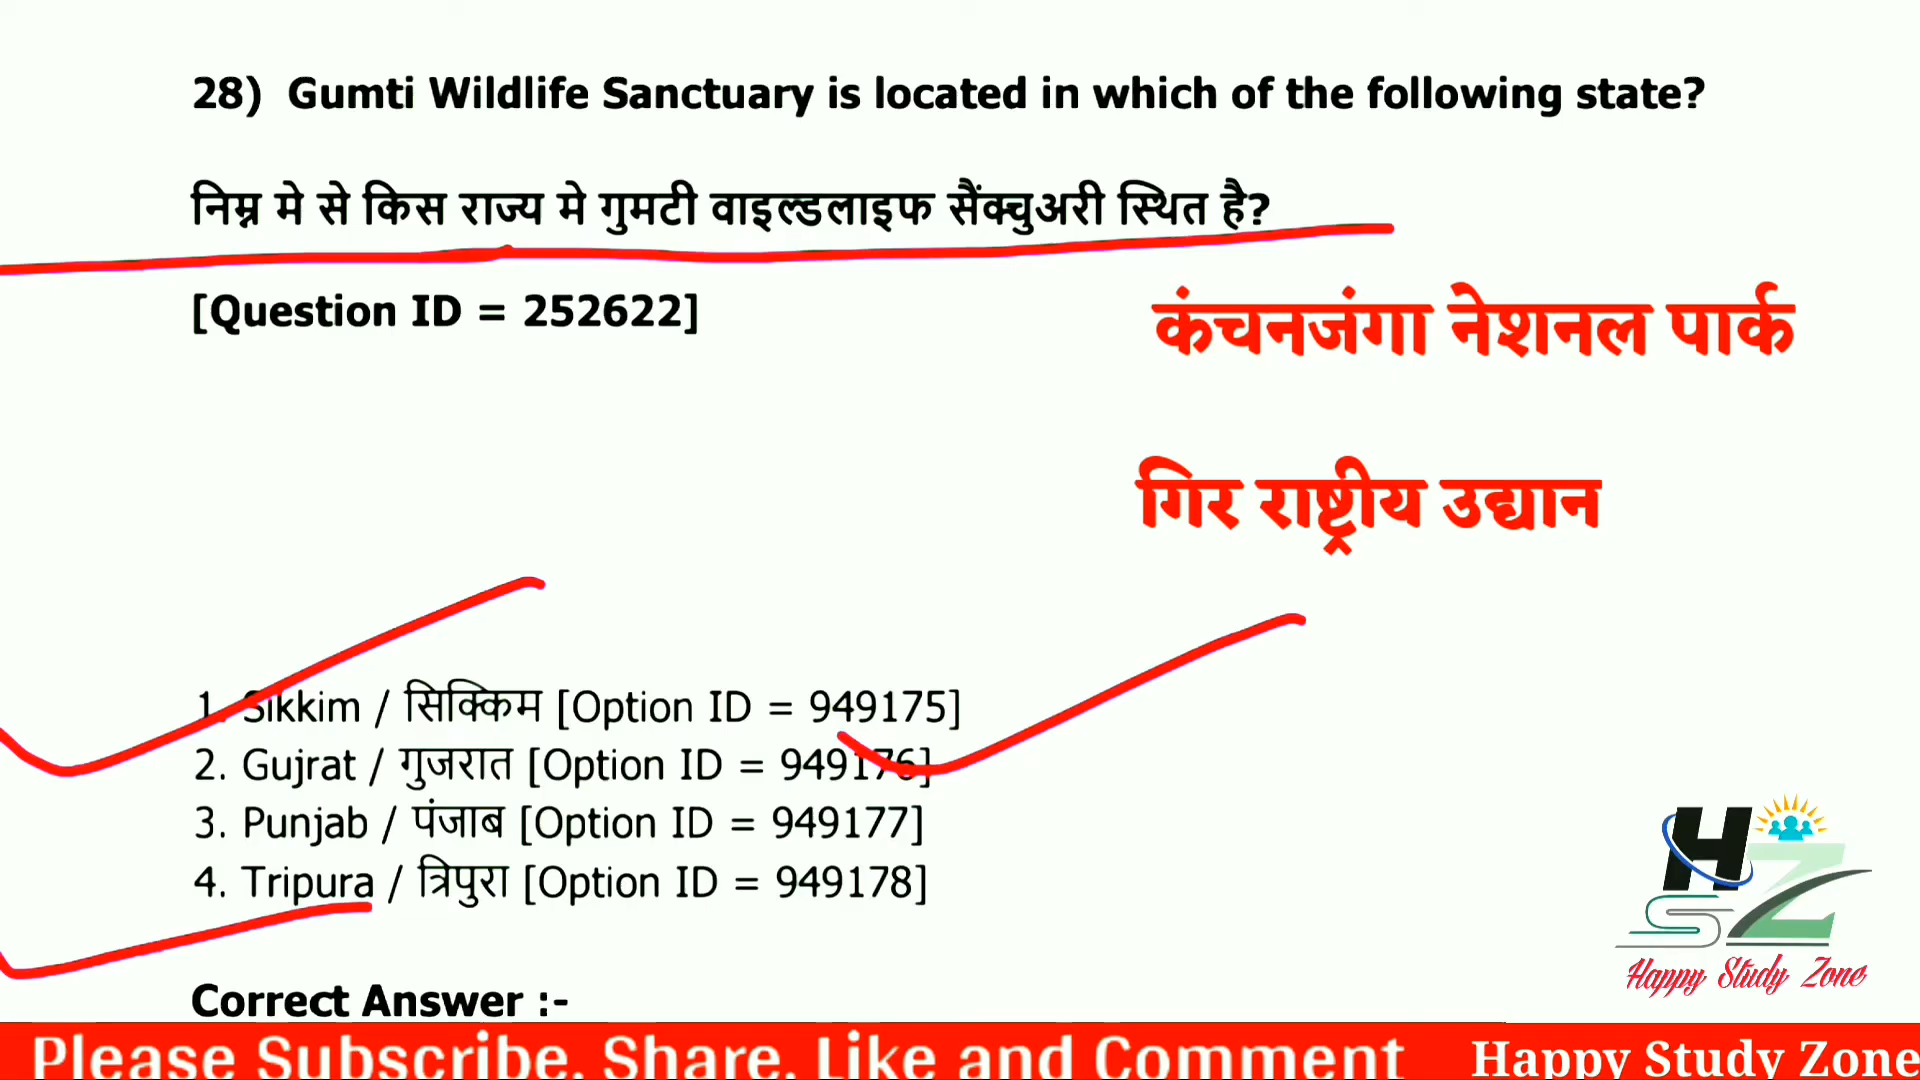 28) Gumti Wildlife Sanctuary is located in which of the following state?
निम्न मे से किस राज्य मे गुमटी वाइल्डलाइफ सैंक्चुअरी स्थित है?
[Question ID = 252622]
कंचनजंगा नेशनल पार्क
गिर राष्ट्रीय उद्यान
1. Sikkim / सिक्किम [Option ID = 949175]
2. Gujrat / गुजरात [Option ID = 949176]
3. Punjab / पंजाब [Option ID = 949177]
4. Tripura / त्रिपुरा [Option ID = 949178]
HSZ
Happy Study Zone
Correct Answer :-
Please Subscribe, Share, Like and Comment Happy Study Zone